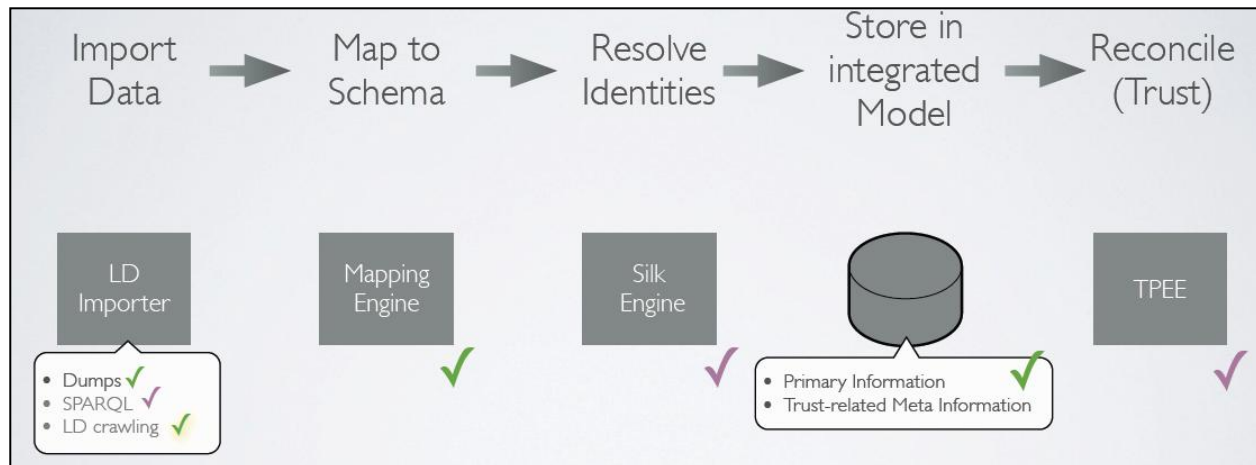 Import
Data
Map to
Schema
Resolve
Identities
Store in
integrated
Model
Reconcile
(Trust)
LD
Importer
Mapping
Engine
Silk
Engine
TPEE
• Dumps
• SPARQL
• LD crawling
• Primary Information
• Trust-related Meta Information